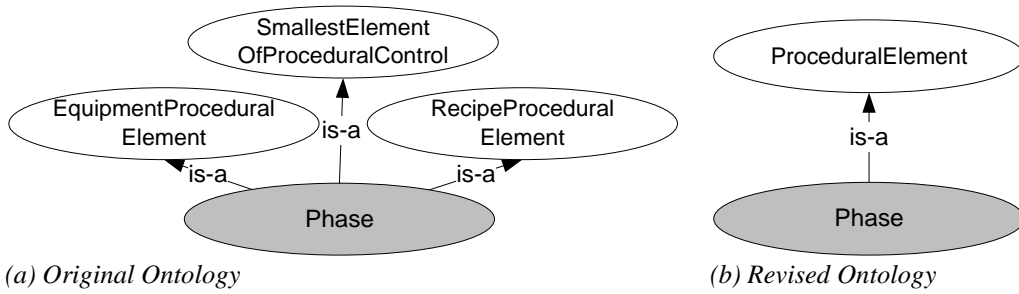 SmallestElement
OfProceduralControl
EquipmentProcedural
Element
RecipeProcedural
Element
is-a
is-a
is-a
Phase
(a) Original Ontology
ProceduralElement
is-a
Phase
(b) Revised Ontology